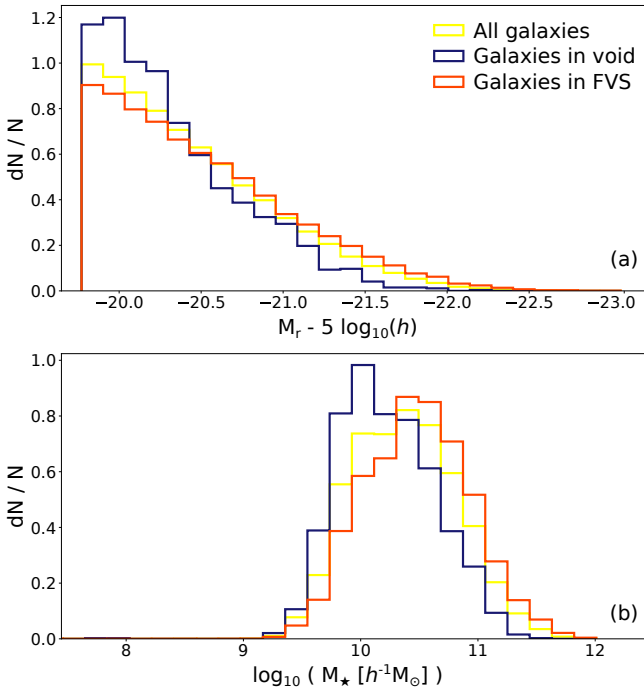 1.2
1.0
0.8
0.6
0.4
0.2
0.0
dN / N
All galaxies
Galaxies in void
Galaxies in FVS
(a)
−20.0 −20.5 −21.0 −21.5 −22.0 −22.5 −23.0
M_r - 5 log₁₀(h)
1.0
0.8
0.6
0.4
0.2
0.0
dN / N
(b)
8 9 10 11 12
log₁₀ ( M★ [h⁻¹M⊙] )